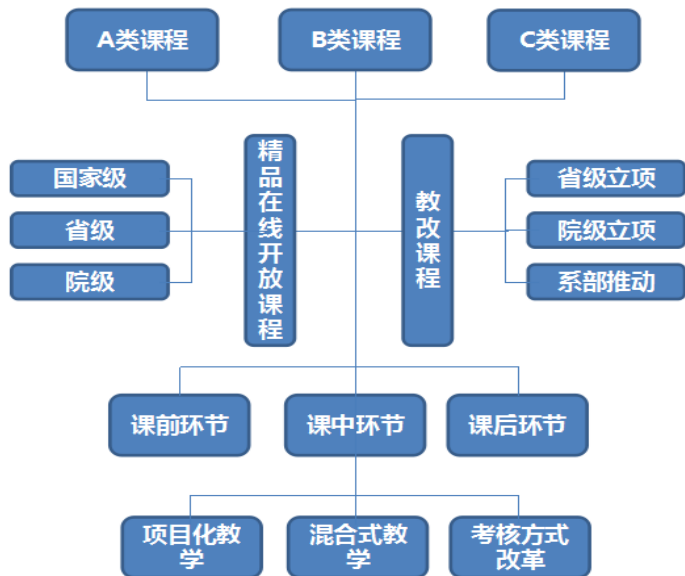 A类课程
B类课程
C类课程
精品在线开放课程
教改课程
国家级
省级
院级
省级立项
院级立项
系部推动
课前环节
课中环节
课后环节
项目化教
学
混合式教
学
考核方式
改革